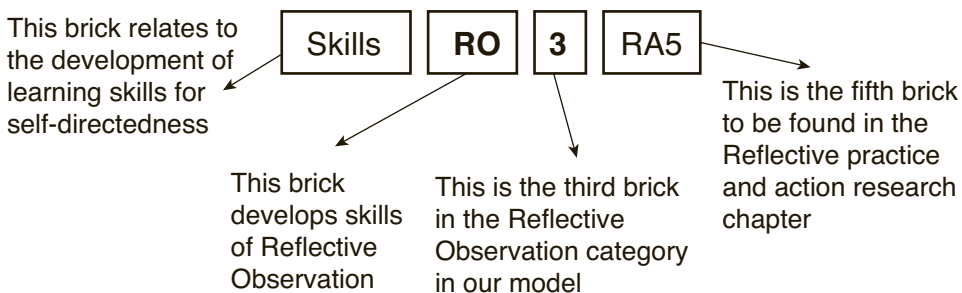 Skills RO 3 RA5
This brick relates to
the development of
learning skills for
self-directedness
This brick
develops skills
of Reflective
Observation
This is the third brick
in the Reflective
Observation category
in our model
This is the fifth brick
to be found in the
Reflective practice
and action research
chapter